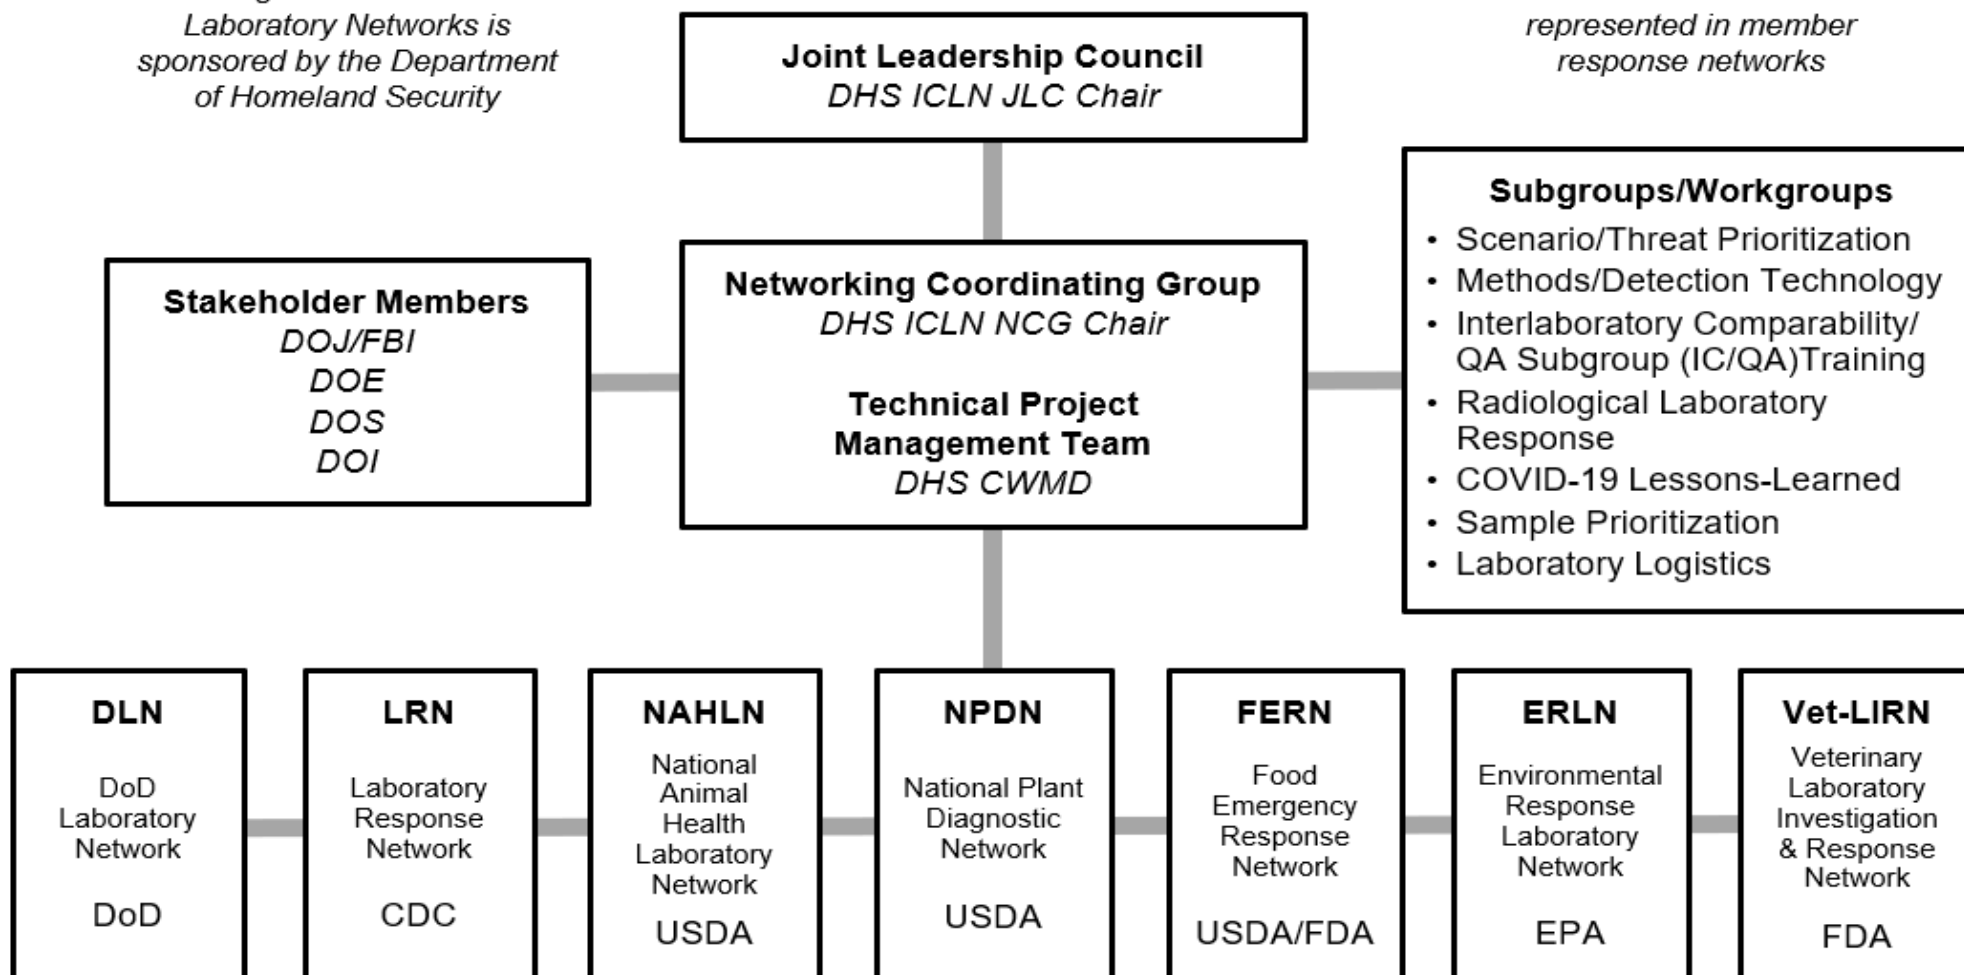 Laboratory Networks is
sponsored by the Department
of Homeland Security
Joint Leadership Council
DHS ICLN JLC Chair
represented in member
response networks
Stakeholder Members
DOJ/FBI
DOE
DOS
DOI
Networking Coordinating Group
DHS ICLN NCG Chair
Technical Project
Management Team
DHS CWMD
Subgroups/Workgroups
• Scenario/Threat Prioritization
• Methods/Detection Technology
• Interlaboratory Comparability/
QA Subgroup (IC/QA)Training
• Radiological Laboratory
Response
• COVID-19 Lessons-Learned
• Sample Prioritization
• Laboratory Logistics
DLN
DoD
Laboratory
Network
DoD
LRN
Laboratory
Response
Network
CDC
NAHLN
National
Animal
Health
Laboratory
Network
USDA
NPDN
National Plant
Diagnostic
Network
USDA
FERN
Food
Emergency
Response
Network
USDA/FDA
ERLN
Environmental
Response
Laboratory
Network
EPA
Vet-LIRN
Veterinary
Laboratory
Investigation
& Response
Network
FDA